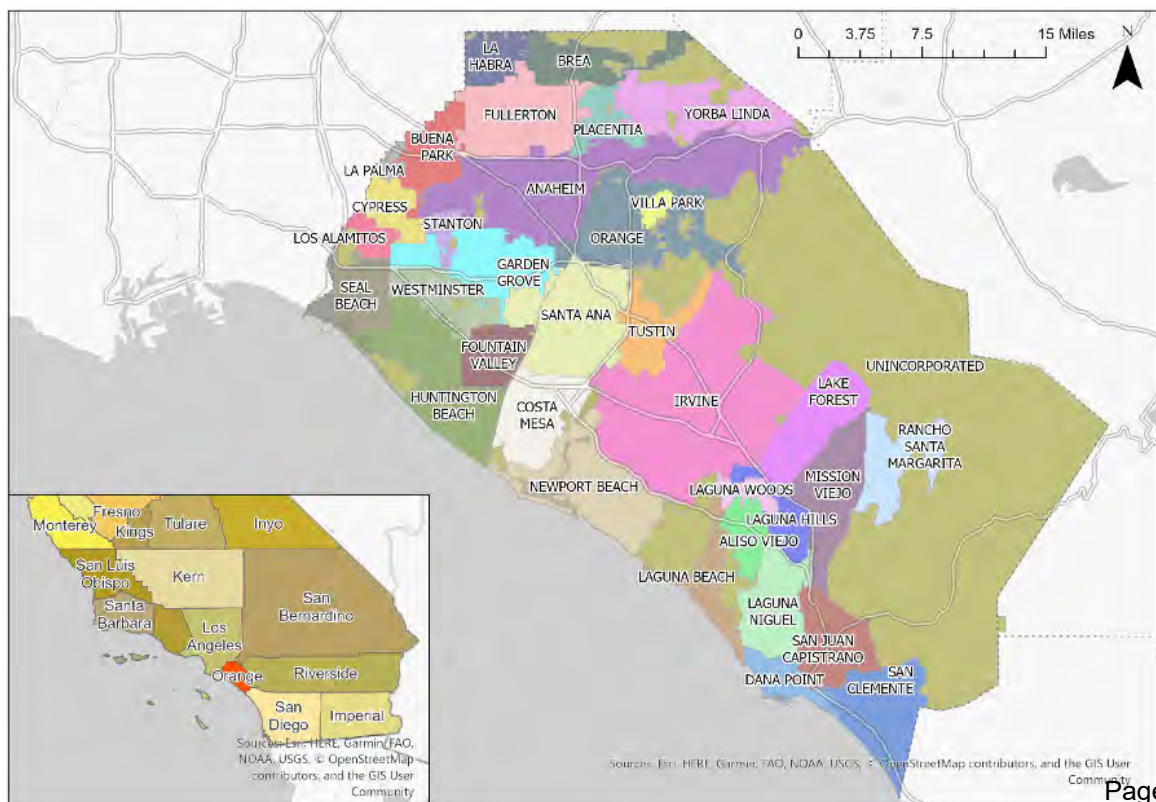 0 3.75 7.5 15 Miles
N
LA
HABRA
BREA
FULLERTON
PLACENTIA
YORBA LINDA
BUENA
PARK
LA PALMA
ANAHEIM
CYPRESS
VILLA PARK
STANTON
LOS ALAMITOS
ORANGE
GARDEN
GROVE
SEAL
BEACH
WESTMINSTER
SANTA ANA
TUSTIN
FOUNTAIN
VALLEY
UNINCORPORATED
HUNTINGTON
BEACH
COSTA
MESA
IRVINE
LAKE
FOREST
RANCHO
SANTA
MARGARITA
MISSION
VIEJO
NEWPORT BEACH
LAGUNA WOODS
LAGUNA HILLS
ALISO VIEJO
LAGUNA BEACH
LAGUNA
NIGUEL
SAN JUAN
CAPISTRANO
DANA POINT
SAN
CLEMENTE
Monterey
Fresno
Kings
Tulare
Inyo
San Luis
Obispo
Kern
Santa
Barbara
San
Bernardino
Los
Angeles
Orange
Riverside
San
Diego
Imperial
Sources: Esri, HERE, Garmin, FAO,
NOAA, USGS, © OpenStreetMap
contributors, and the GIS User
Community
Sources: Esri, HERE, Garmin, FAO, NOAA, USGS, © OpenStreetMap contributors, and the GIS User
Community
Page